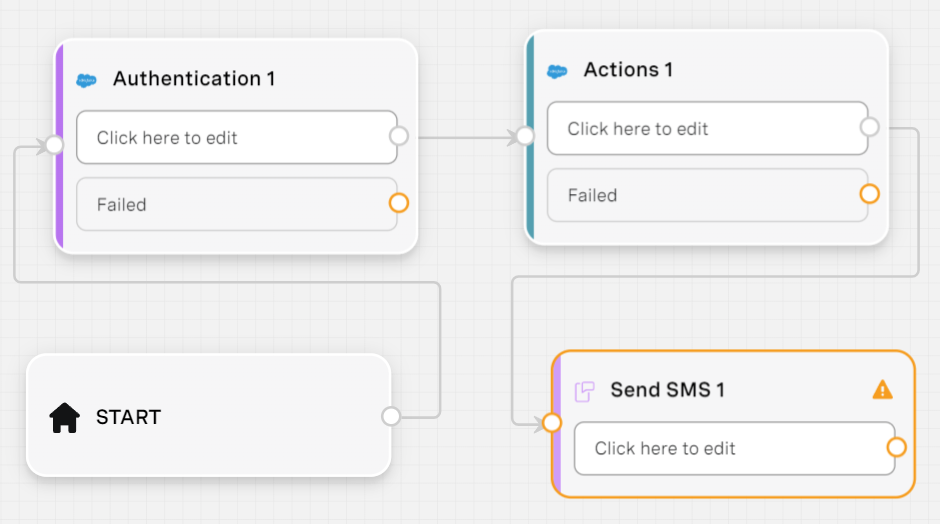 Authentication 1
Click here to edit
Failed
Actions 1
Click here to edit
Failed
START
Send SMS 1
Click here to edit